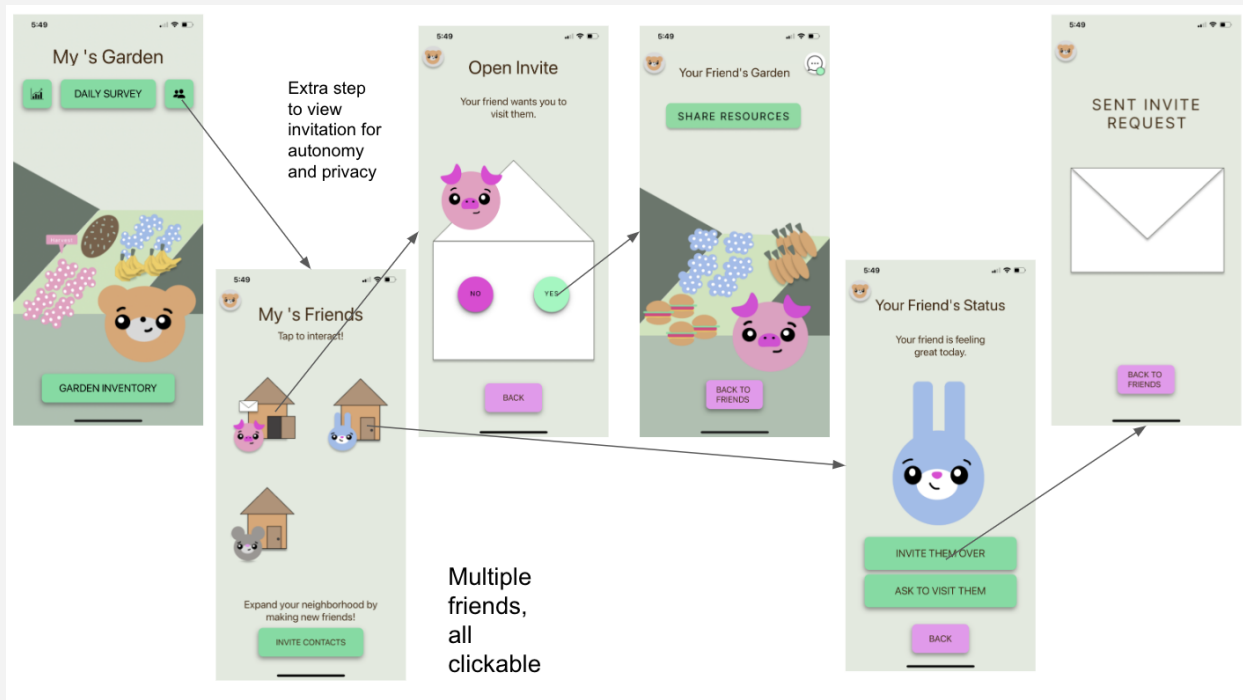 5:49
My 's Garden
DAILY SURVEY
GARDEN INVENTORY
Extra step
to view
invitation for
autonomy
and privacy
5:49
My 's Friends
Tap to interact!
Expand your neighborhood by
making new friends!
INVITE CONTACTS
5:49
Open Invite
Your friend wants you to
visit them.
NO
YES
BACK
5:49
Your Friend's Garden
SHARE RESOURCES
BACK TO
FRIENDS
Multiple
friends,
all
clickable
5:49
Your Friend's Status
Your friend is feeling
great today.
INVITE THEM OVER
ASK TO VISIT THEM
BACK
5:49
SENT INVITE
REQUEST
BACK TO
FRIENDS